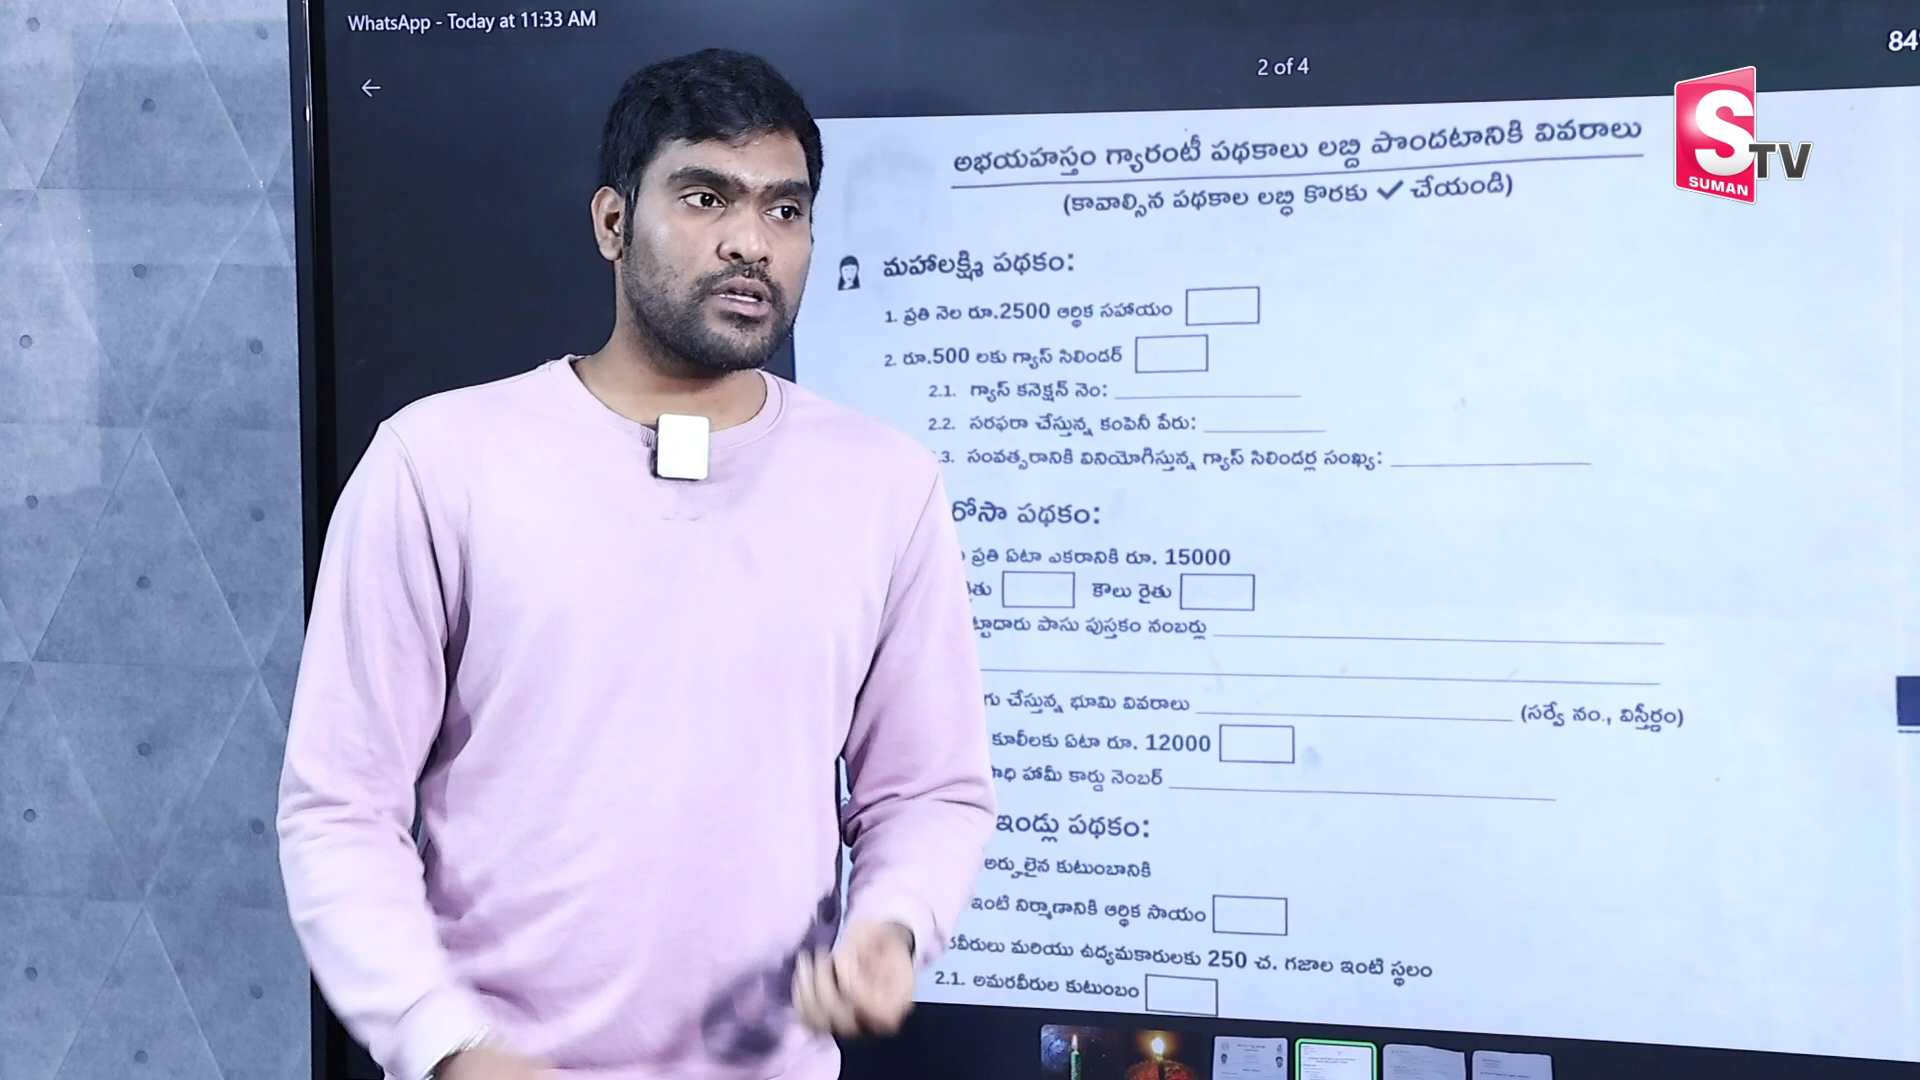 WhatsApp - Today at 11:33 AM
2 of 4
S
TV
SUMAN
అభయహస్తం గ్యారంటీ పథకాలు లబ్ది పొందటానికి వివరాలు
(కావాల్సిన పథకాల లబ్ధి కొరకు ✓ చేయండి)
మహాలక్ష్మి పథకం:
1. ప్రతి నెల రూ.2500 ఆర్థిక సహాయం
2. రూ.500 లకు గ్యాస్ సిలిండర్
2.1. గ్యాస్ కనెక్షన్ నెం:
2.2. సరఫరా చేస్తున్న కంపెనీ పేరు:
.3. సంవత్సరానికి వినియోగిస్తున్న గ్యాస్ సిలిండర్ల సంఖ్య:
రోసా పథకం:
ప్రతి ఏటా ఎకరానికి రూ. 15000
కౌలు రైతు
పాసు పుస్తకం నంబర్లు
చేస్తున్న భూమి వివరాలు (సర్వే నం., విస్తీర్ణం)
కూలీలకు ఏటా రూ. 12000
హామీ కార్డు నెంబర్
ఇండ్లు పథకం:
అర్హులైన కుటుంబానికి
ఇంటి నిర్మాణానికి ఆర్థిక సాయం
మరియు ఉద్యమకారులకు 250 చ. గజాల ఇంటి స్థలం
2.1. అమరవీరుల కుటుంబం